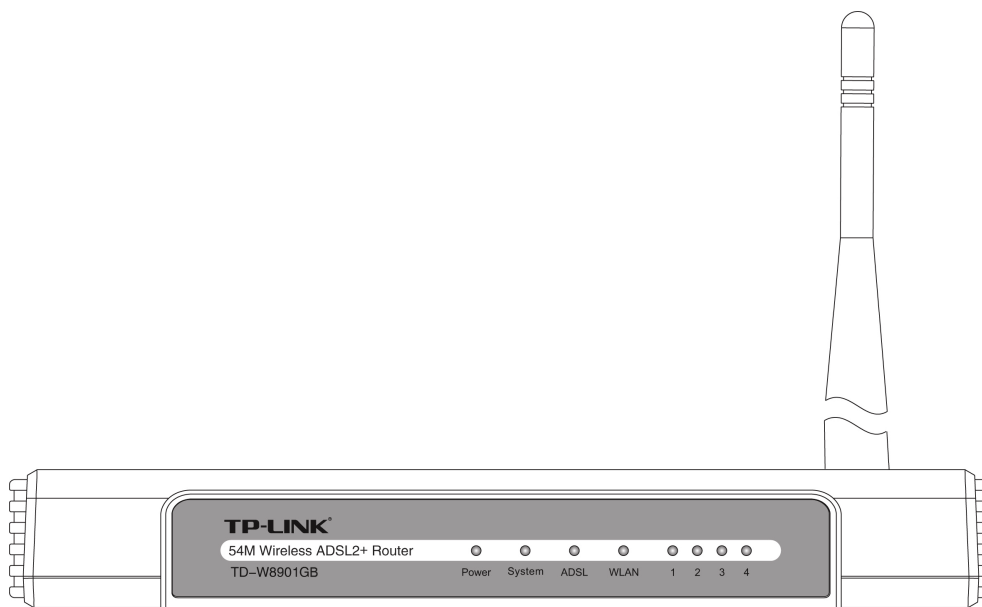 TP-LINK®
54M Wireless ADSL2+ Router
TD-W8901GB
Power System ADSL WLAN 1 2 3 4